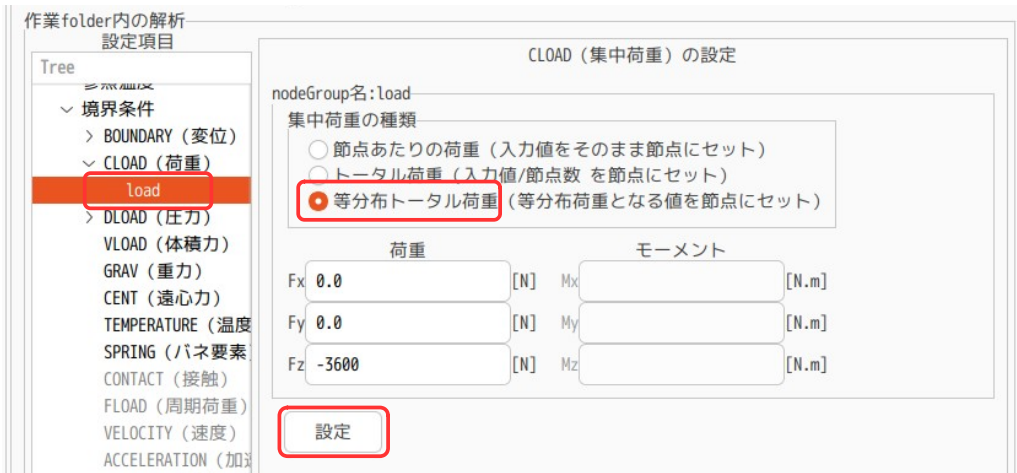 作業folder内の解析
設定項目
Tree
参照温度
境界条件
BOUNDARY (変位)
CLOAD (荷重)
load
DLOAD (圧力)
VLOAD (体積力)
GRAV (重力)
CENT (遠心力)
TEMPERATURE (温度
SPRING (バネ要素
CONTACT (接触)
FLOAD (周期荷重)
VELOCITY (速度)
ACCELERATION (加速
CLOAD (集中荷重) の設定
nodeGroup名:load
集中荷重の種類
節点あたりの荷重 (入力値をそのまま節点にセット)
トータル荷重 (入力値/節点数 を節点にセット)
等分布トータル荷重 (等分布荷重となる値を節点にセット)
荷重 モーメント
Fx 0.0 [N] Mx [N.m]
Fy 0.0 [N] My [N.m]
Fz -3600 [N] Mz [N.m]
設定